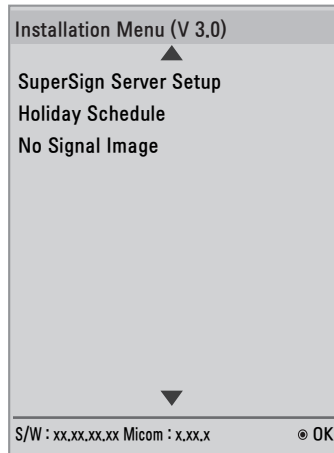 Installation Menu (V 3.0)
SuperSign Server Setup
Holiday Schedule
No Signal Image
S/W : xx.xx.xx.xx Micom : x.xx.x ◉ OK